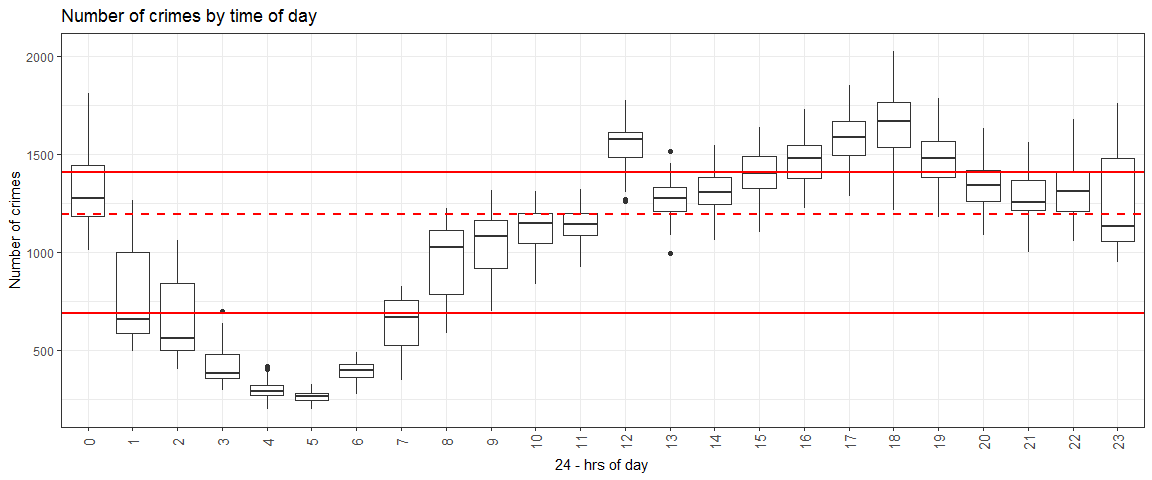 Number of crimes by time of day
Number of crimes
2000
1500
1000
500
0 1 2 3 4 5 6 7 8 9 10 11 12 13 14 15 16 17 18 19 20 21 22 23
24 - hrs of day